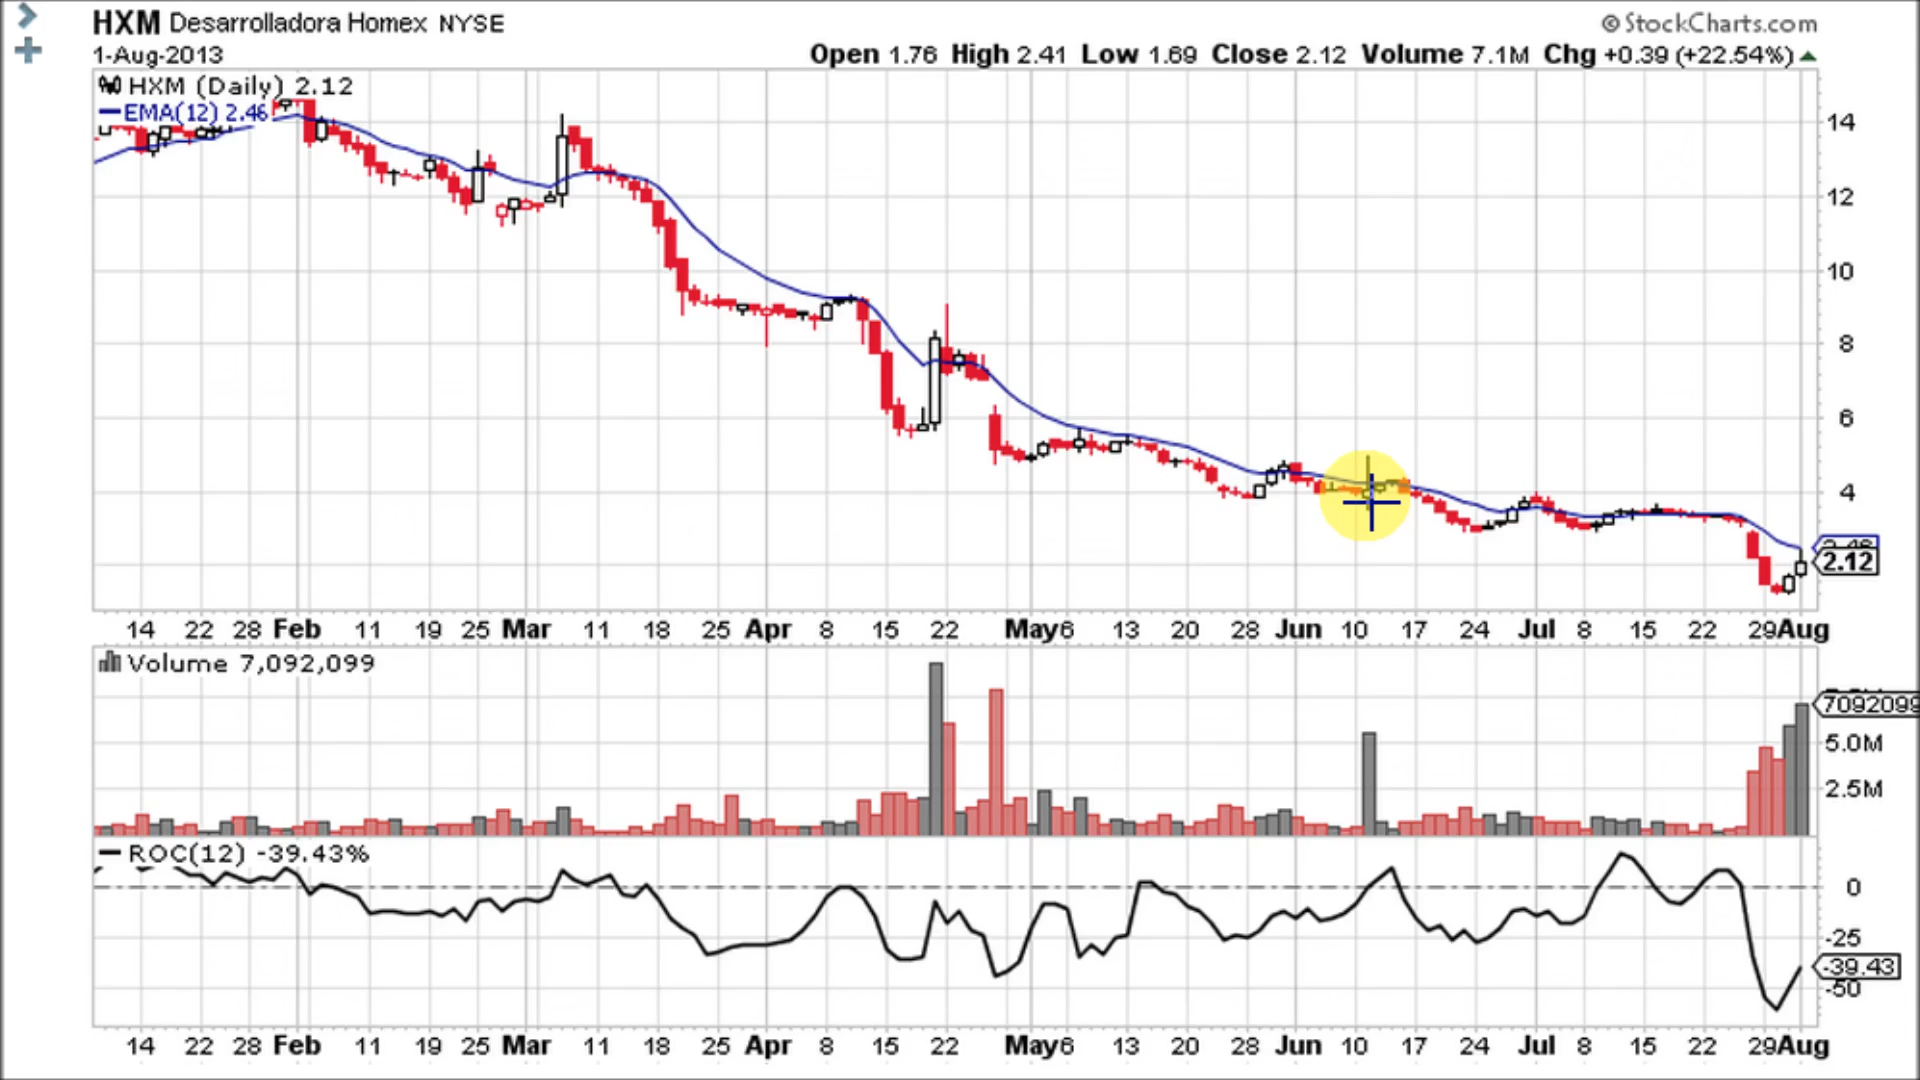 HXM Desarrolladora Homex NYSE © StockCharts.com
1-Aug-2013 Open 1.76 High 2.41 Low 1.69 Close 2.12 Volume 7.1M Chg +0.39 (+22.54%)
HXM (Daily) 2.12
EMA(12) 2.46
14
12
10
8
6
4
2.46
2.12
14 22 28 Feb 11 19 25 Mar 11 18 25 Apr 8 15 22 May 6 13 20 28 Jun 10 17 24 Jul 8 15 22 29 Aug
Volume 7,092,099
7092099
5.0M
2.5M
ROC(12) -39.43%
0
-25
-39.43
-50
14 22 28 Feb 11 19 25 Mar 11 18 25 Apr 8 15 22 May 6 13 20 28 Jun 10 17 24 Jul 8 15 22 29 Aug